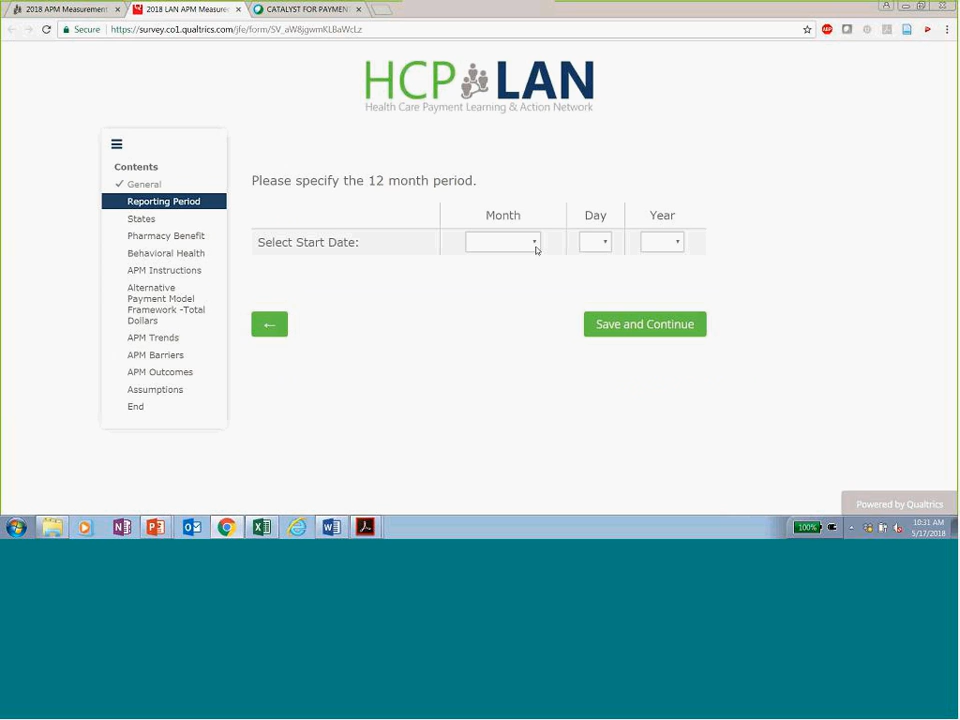 2018 APM Measurement
2018 LAN APM Measure
CATALYST FOR PAYMEN
Secure https://survey.co1.qualtrics.com/jfe/form/SV_aW8jgwmKLBaWcLz
HCP LAN
Health Care Payment Learning & Action Network
Contents
General
Reporting Period
States
Pharmacy Benefit
Behavioral Health
APM Instructions
Alternative
Payment Model
Framework -Total
Dollars
APM Trends
APM Barriers
APM Outcomes
Assumptions
End
Please specify the 12 month period.
Month Day Year
Select Start Date:
← Save and Continue
Powered by Qualtrics
100%
10:31 AM
5/17/2018